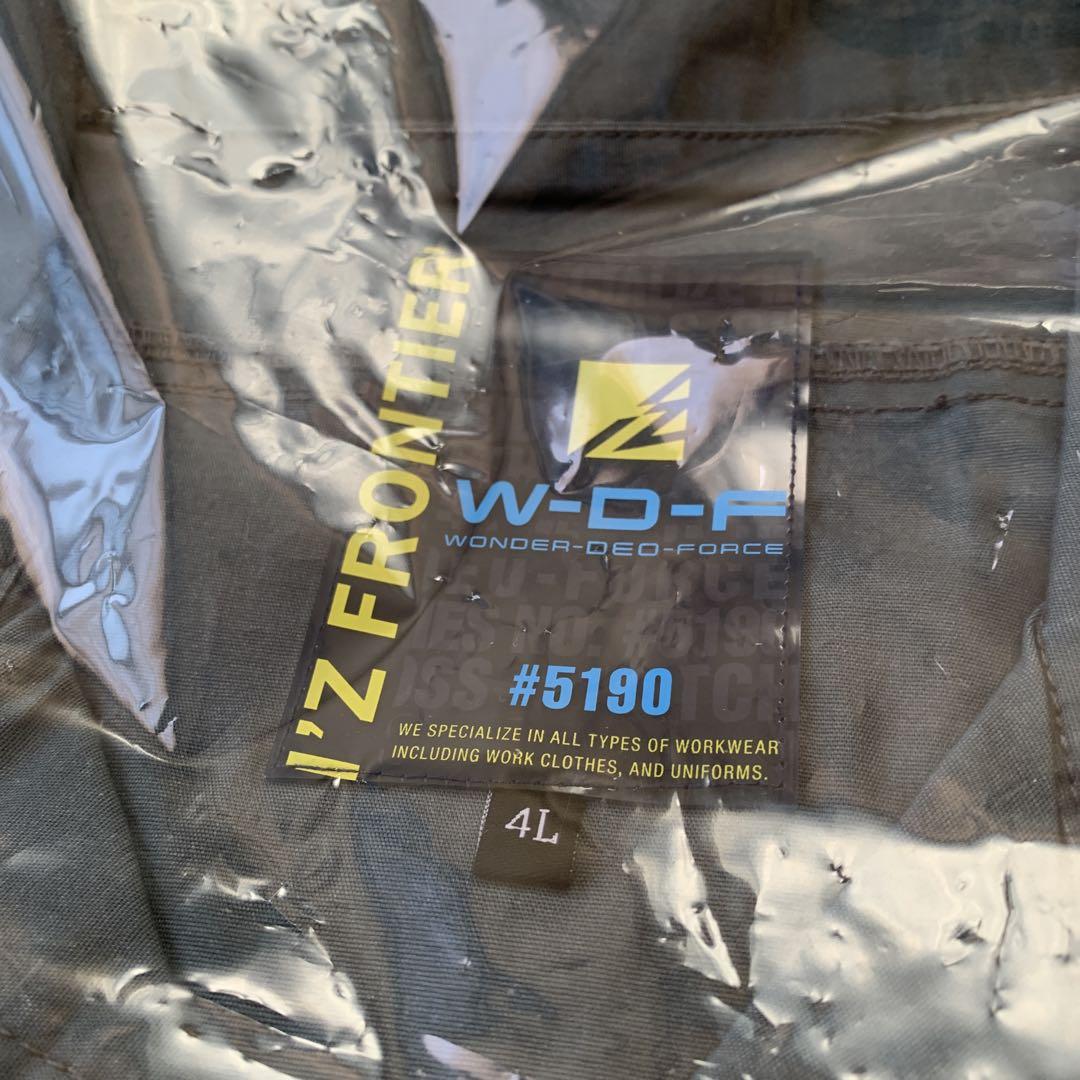 I'Z FRONTIER
W-D-F
WONDER-DEO-FORCE
#5190
WE SPECIALIZE IN ALL TYPES OF WORKWEAR
INCLUDING WORK CLOTHES, AND UNIFORMS.
4L